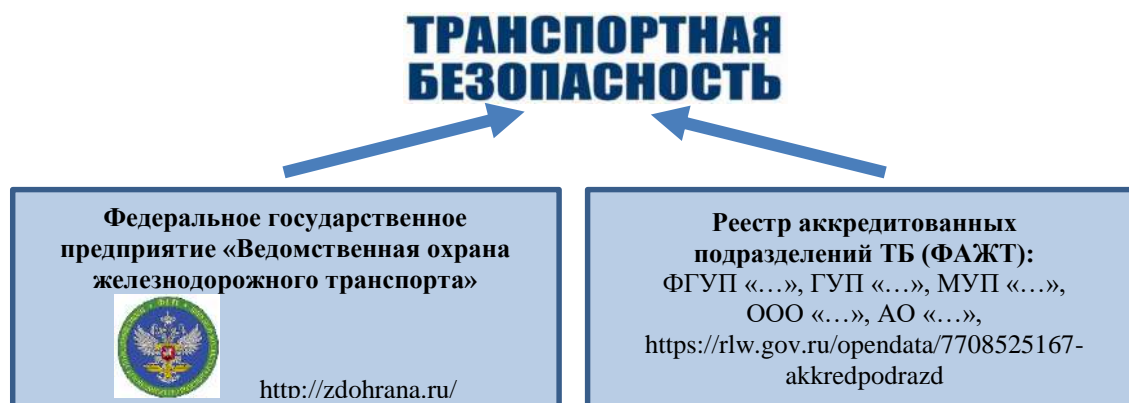 ТРАНСПОРТНАЯ
БЕЗОПАСНОСТЬ
Федеральное государственное
предприятие «Ведомственная охрана
железнодорожного транспорта»
http://zdohrana.ru/
Реестр аккредитованных
подразделений ТБ (ФАЖТ):
ФГУП «…», ГУП «…», МУП «…»,
ООО «…», АО «…»,
https://rlw.gov.ru/opendata/7708525167-
akkredpodrazd